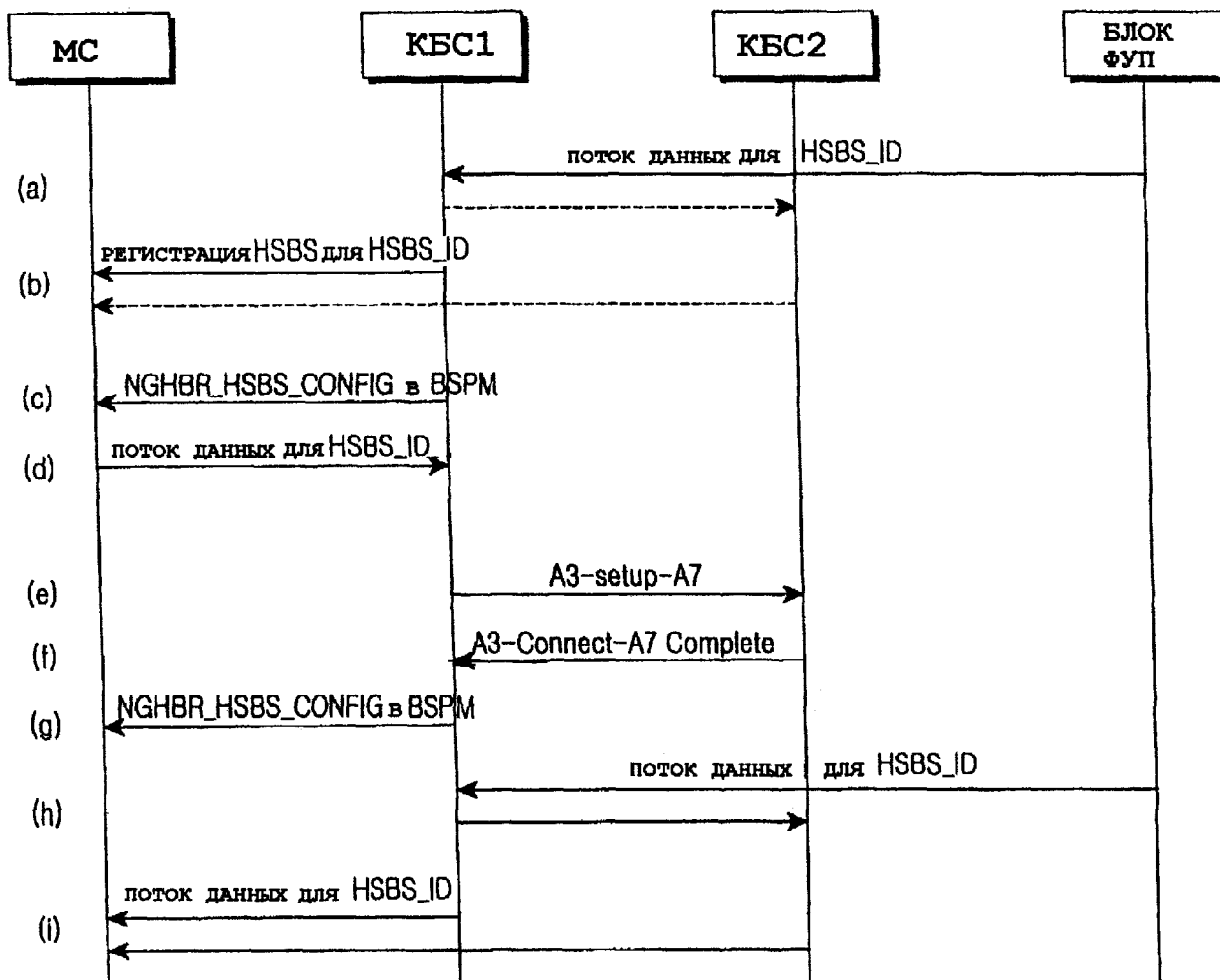 МС
КБС1
КБС2
БЛОК
ФУП
поток данных для HSBS_ID
(a)
РЕГИСТРАЦИЯ HSBS для HSBS_ID
(b)
NGHBR_HSBS_CONFIG в BSPM
(c)
поток данных для HSBS_ID
(d)
A3-setup-A7
(e)
A3-Connect-A7 Complete
(f)
NGHBR_HSBS_CONFIG в BSPM
(g)
поток данных для HSBS_ID
(h)
поток данных для HSBS_ID
(i)